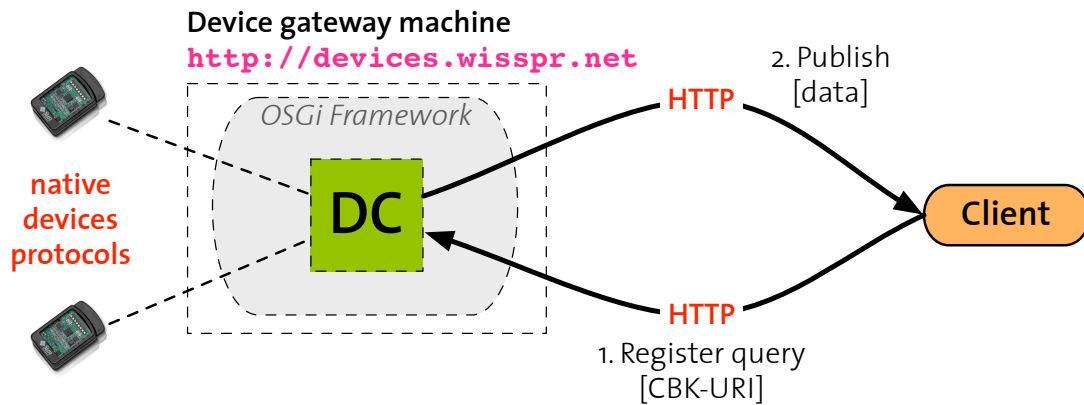 Device gateway machine
http://devices.wisspr.net
OSGi Framework
DC
native
devices
protocols
HTTP
2. Publish
[data]
Client
HTTP
1. Register query
[CBK-URI]